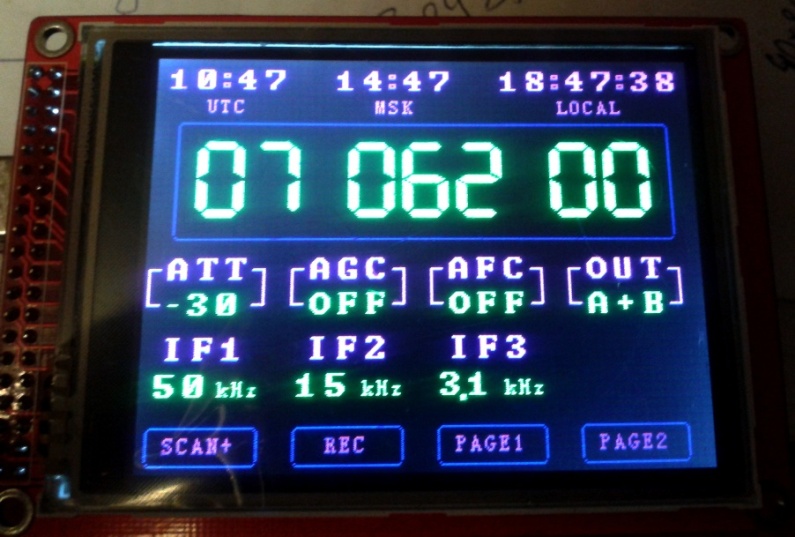 10:47 14:47 18:47:38
UTC MSK LOCAL
07 062 00
ATT AGC AFC OUT
-30 OFF OFF A+B
IF1 IF2 IF3
50 kHz 15 kHz 3,1 kHz
SCAN+ REC PAGE1 PAGE2